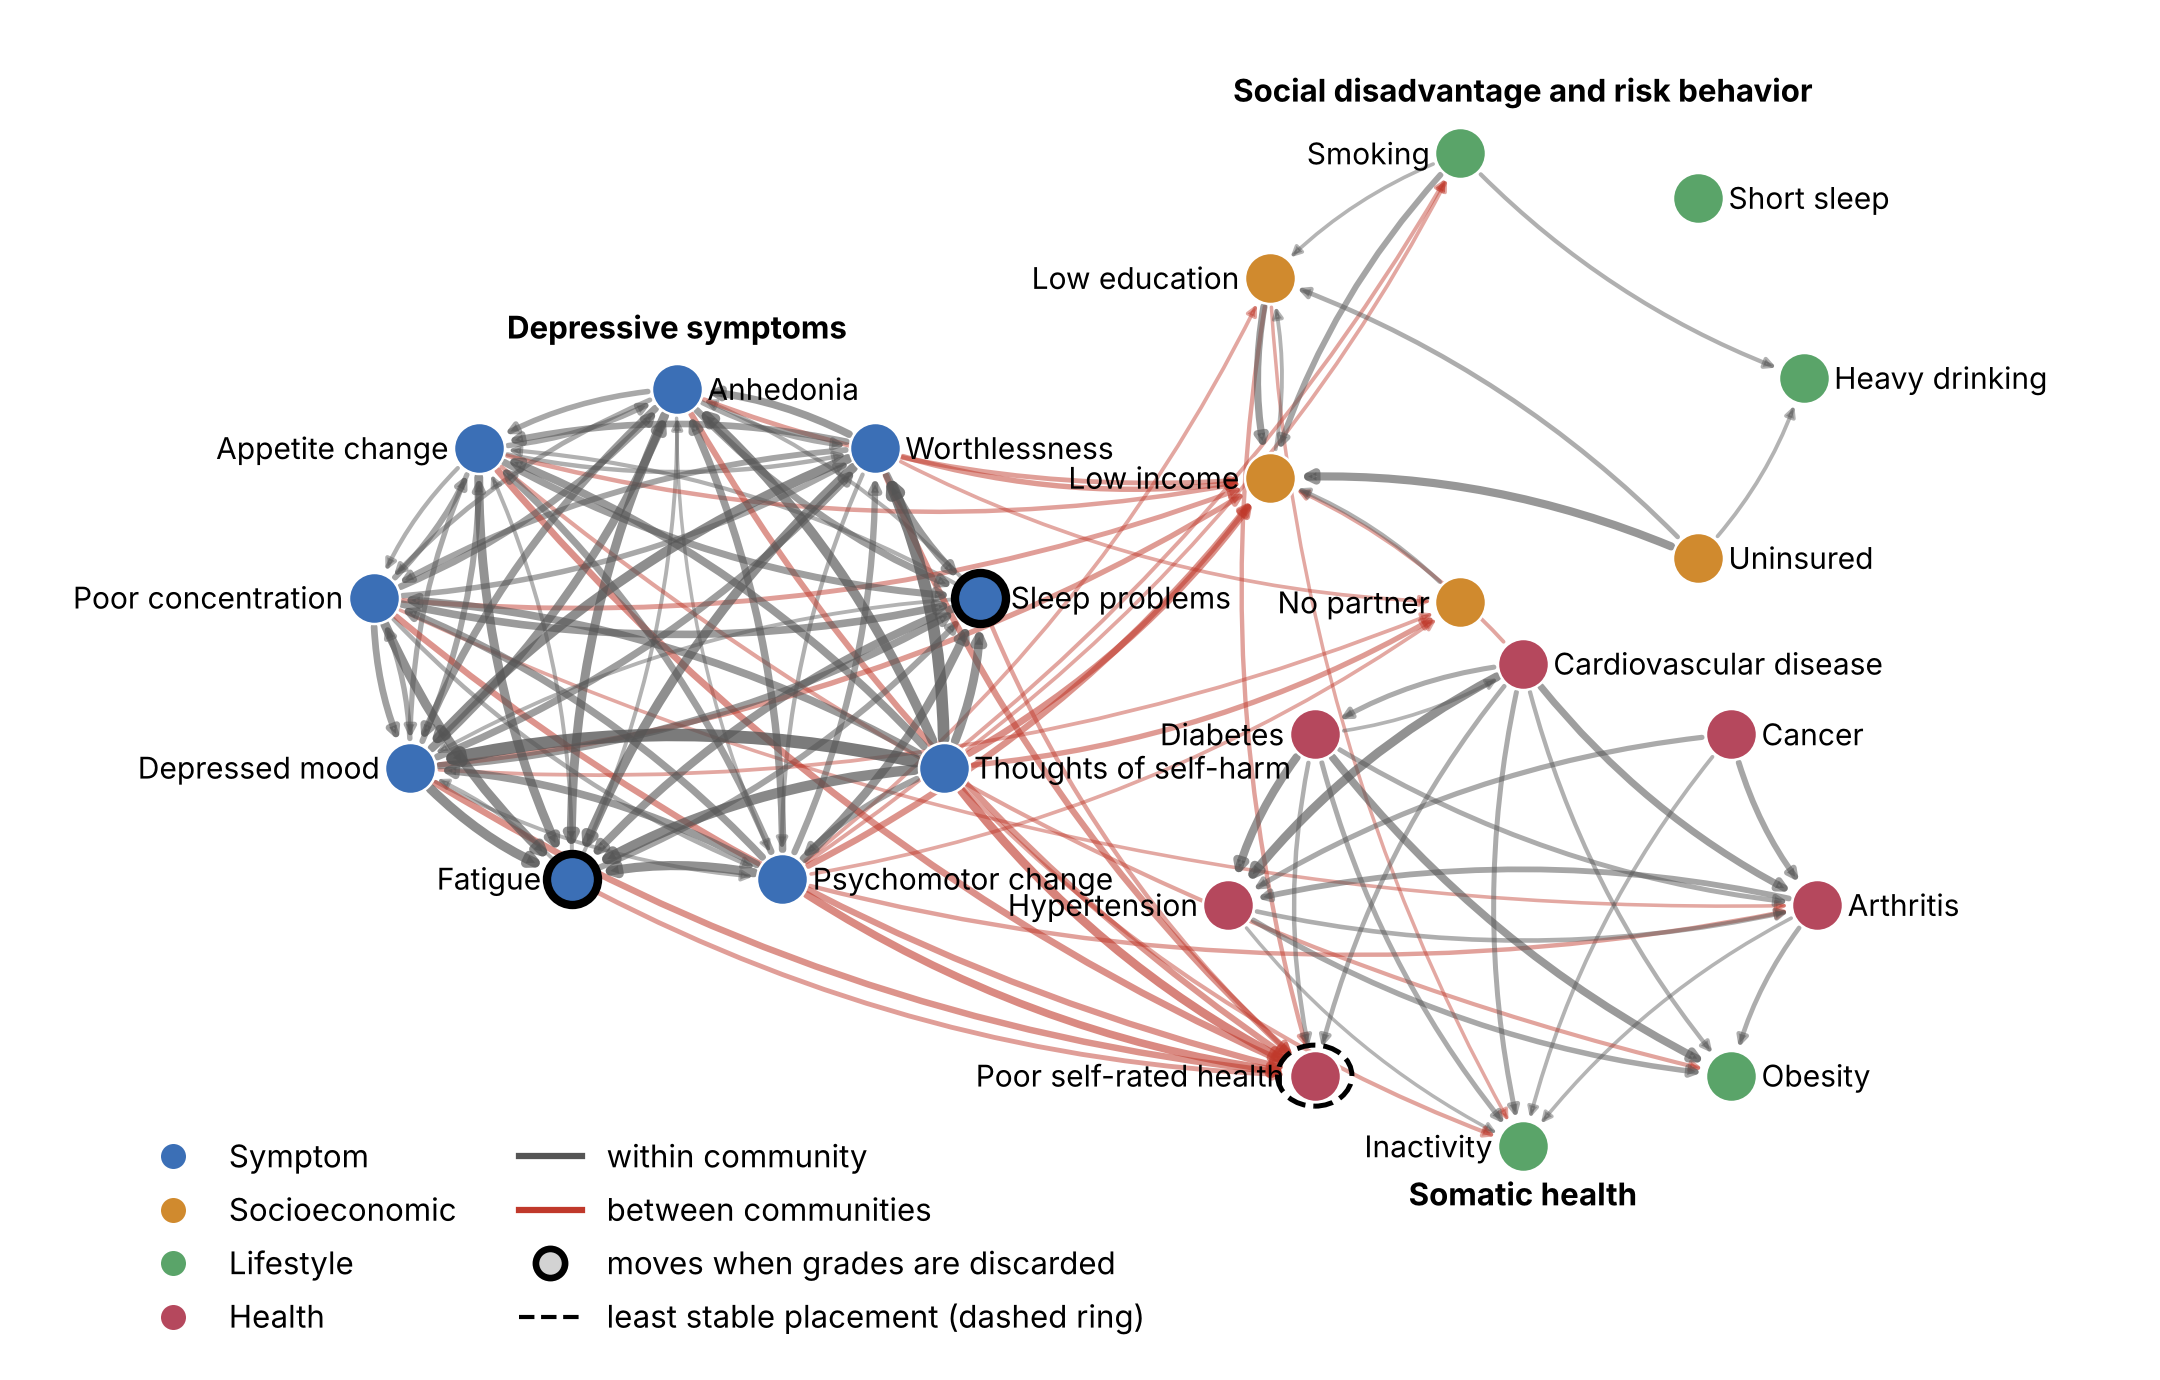 Social disadvantage and risk behavior
Smoking
Short sleep
Low education
Depressive symptoms
Heavy drinking
Anhedonia
Appetite change
Worthlessness
Low income
Uninsured
Poor concentration
Sleep problems
No partner
Cardiovascular disease
Diabetes
Cancer
Depressed mood
Thoughts of self-harm
Fatigue
Psychomotor change
Hypertension
Arthritis
Poor self-rated health
Obesity
Inactivity
Somatic health
Symptom
within community
Socioeconomic
between communities
Lifestyle
moves when grades are discarded
Health
least stable placement (dashed ring)